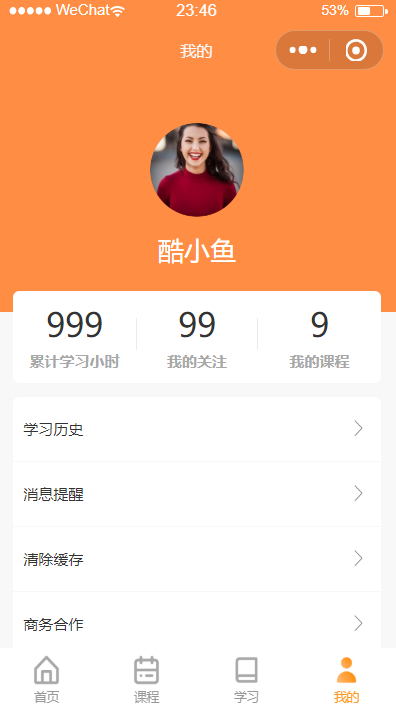 WeChat 23:46 53%
我的
酷小鱼
999 99 9
累计学习小时 我的关注 我的课程
学习历史
消息提醒
清除缓存
商务合作
首页 课程 学习 我的